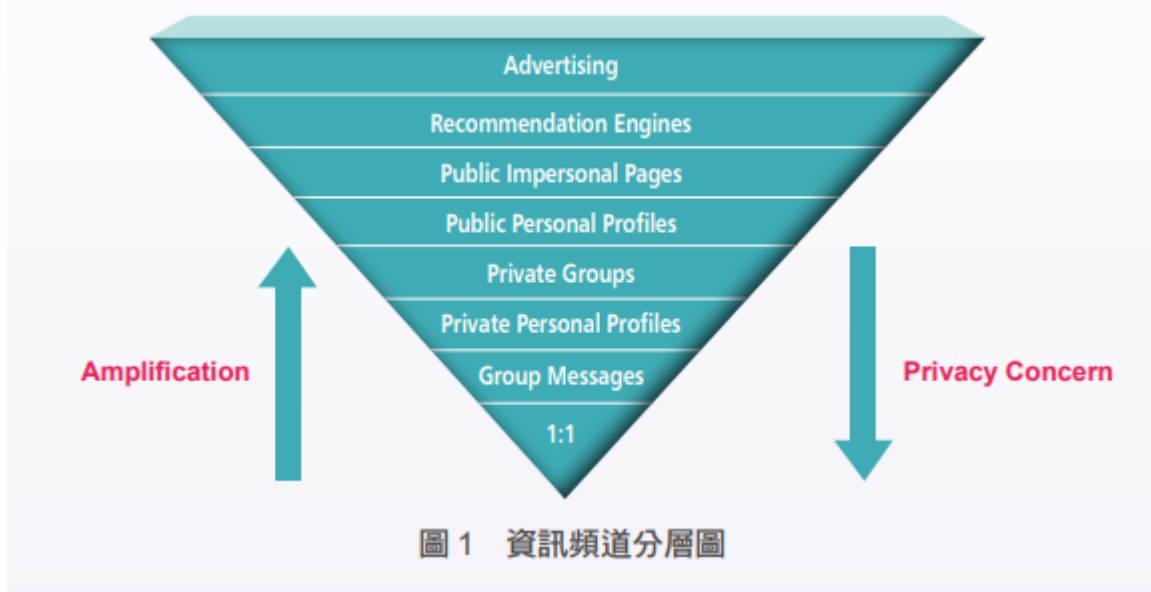 Advertising
Recommendation Engines
Public Impersonal Pages
Public Personal Profiles
Private Groups
Private Personal Profiles
Amplification
Privacy Concern
Group Messages
1:1
圖 1 資訊頻道分層圖